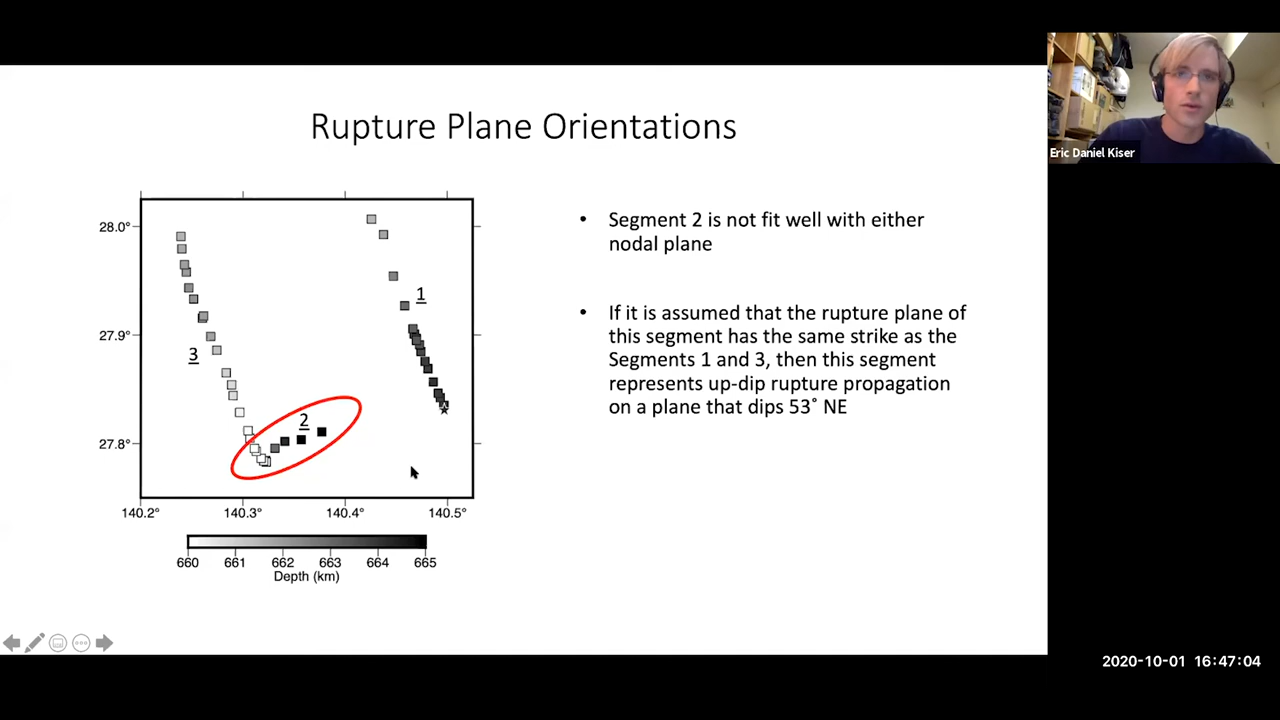 Rupture Plane Orientations
Eric Daniel Kiser
28.0°
27.9°
27.8°
1
3
2
140.2°
140.3°
140.4°
140.5°
660
661
662
663
664
665
Depth (km)
• Segment 2 is not fit well with either
nodal plane
• If it is assumed that the rupture plane of
this segment has the same strike as the
Segments 1 and 3, then this segment
represents up-dip rupture propagation
on a plane that dips 53˚ NE
2020-10-01 16:47:04